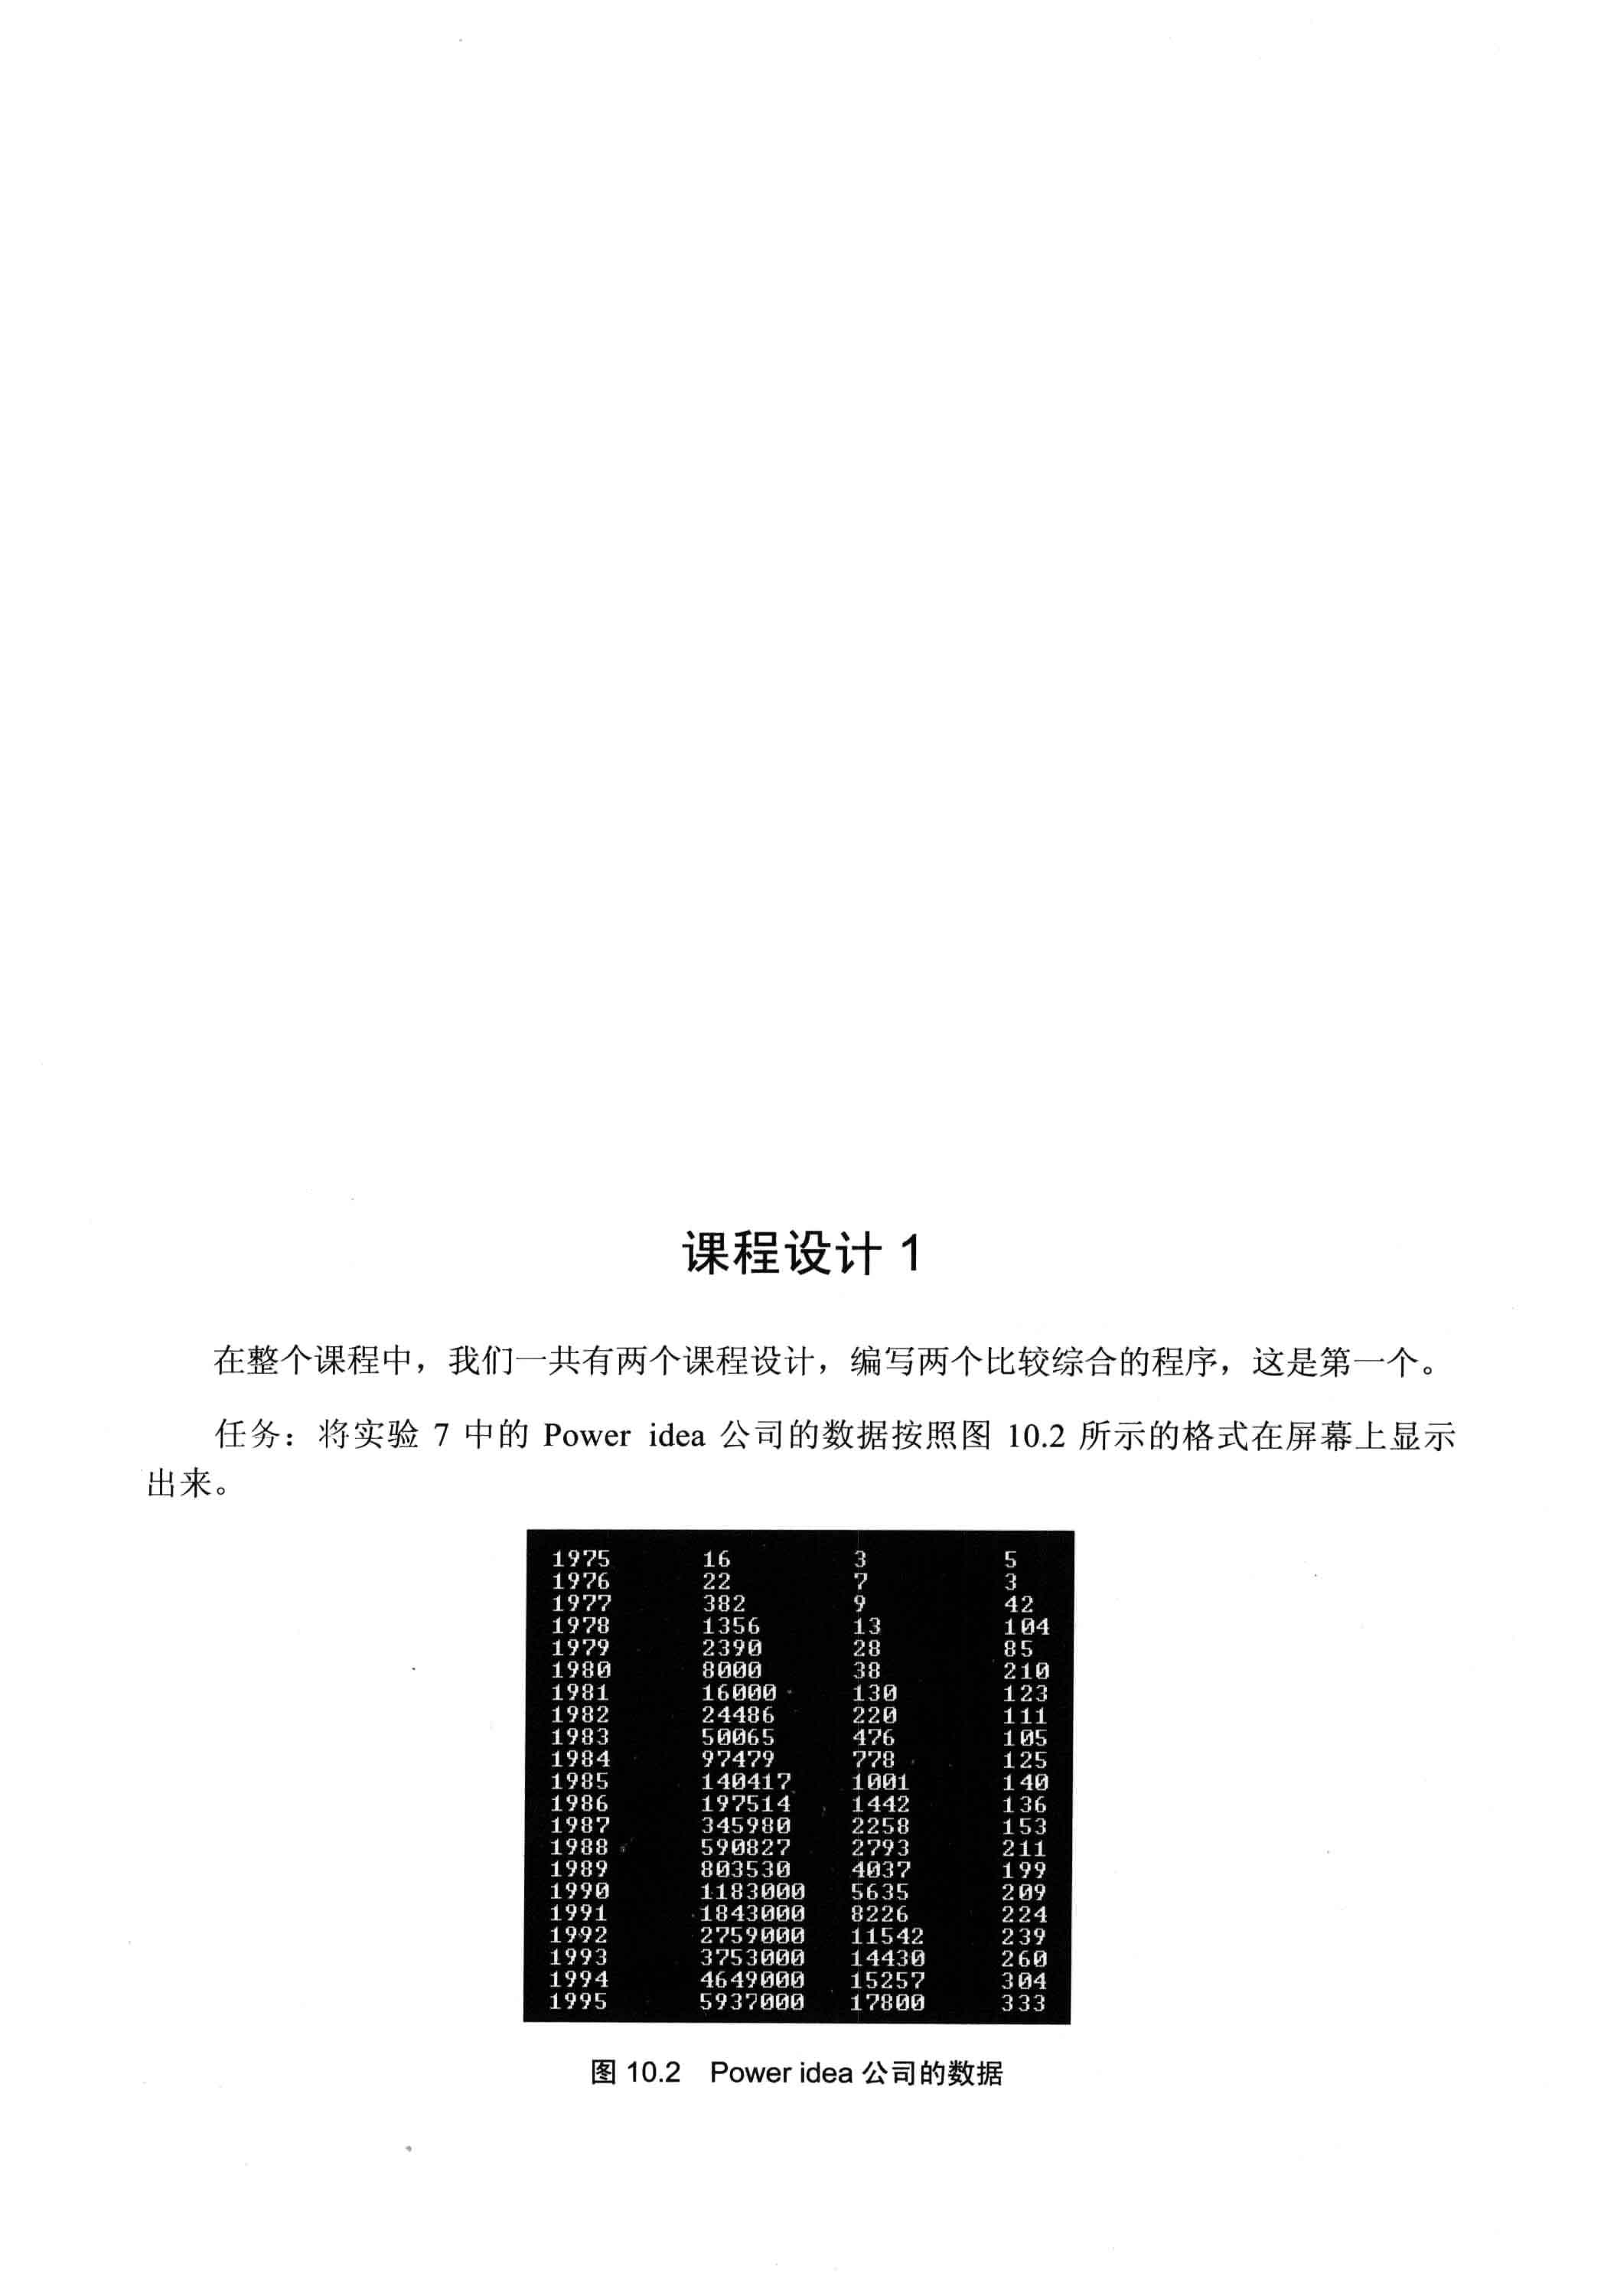 课程设计 1
在整个课程中，我们一共有两个课程设计，编写两个比较综合的程序，这是第一个。
任务：将实验 7 中的 Power idea 公司的数据按照图 10.2 所示的格式在屏幕上显示
出来。
1975 16 3 5
1976 22 7 3
1977 382 9 42
1978 1356 13 104
1979 2390 28 85
1980 8000 38 210
1981 16000 130 123
1982 24486 220 111
1983 50065 476 105
1984 97479 778 125
1985 140417 1001 140
1986 197514 1442 136
1987 345980 2258 153
1988 590827 2793 211
1989 803530 4037 199
1990 1183000 5635 209
1991 1843000 8226 224
1992 2759000 11542 239
1993 3753000 14430 260
1994 4649000 15257 304
1995 5937000 17800 333
图 10.2 Power idea 公司的数据